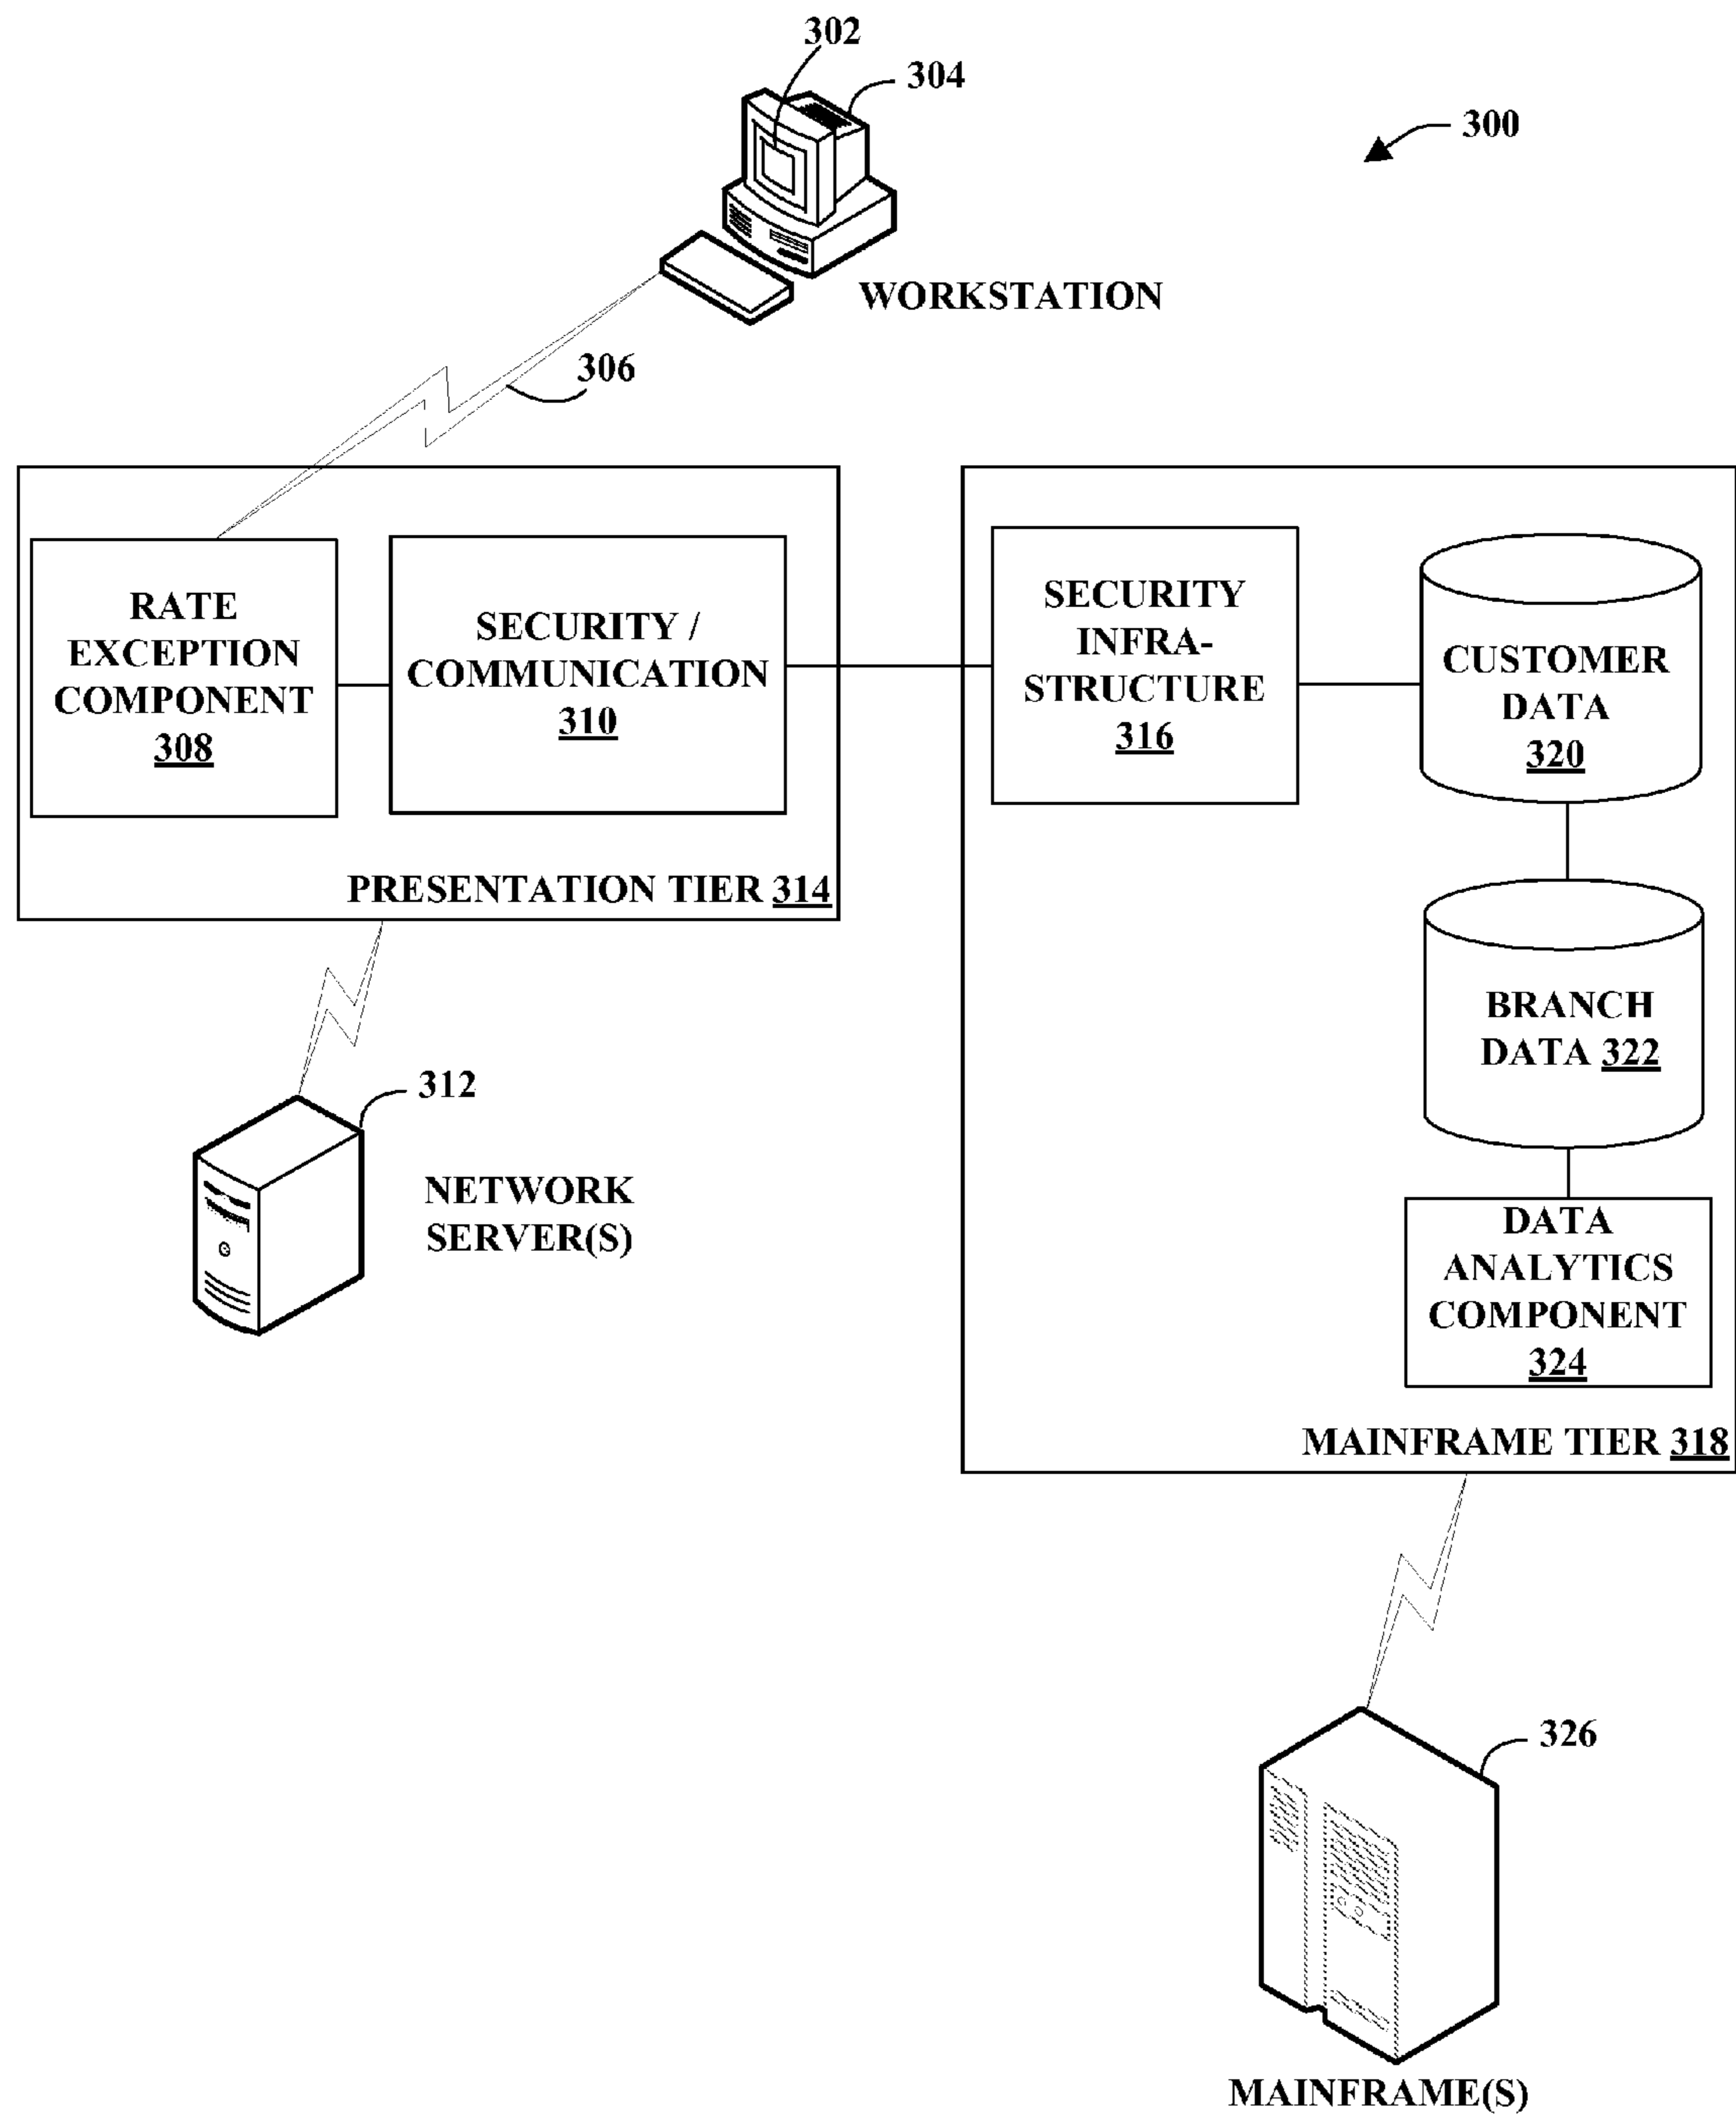 302
304
300
WORKSTATION
306
RATE
EXCEPTION
COMPONENT
308
SECURITY /
COMMUNICATION
310
PRESENTATION TIER 314
SECURITY
INFRA-
STRUCTURE
316
CUSTOMER
DATA
320
BRANCH
DATA 322
DATA
ANALYTICS
COMPONENT
324
MAINFRAME TIER 318
312
NETWORK
SERVER(S)
326
MAINFRAME(S)